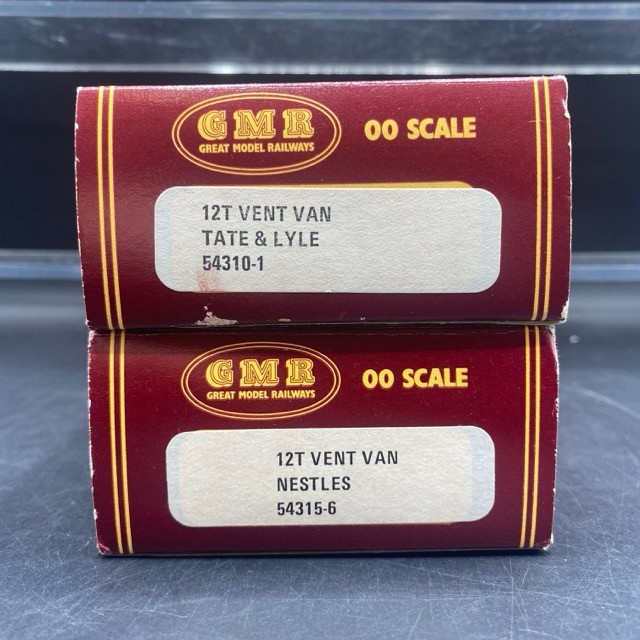 GMR
GREAT MODEL RAILWAYS
OO SCALE
12T VENT VAN
TATE & LYLE
54310-1
GMR
GREAT MODEL RAILWAYS
OO SCALE
12T VENT VAN
NESTLES
54315-6